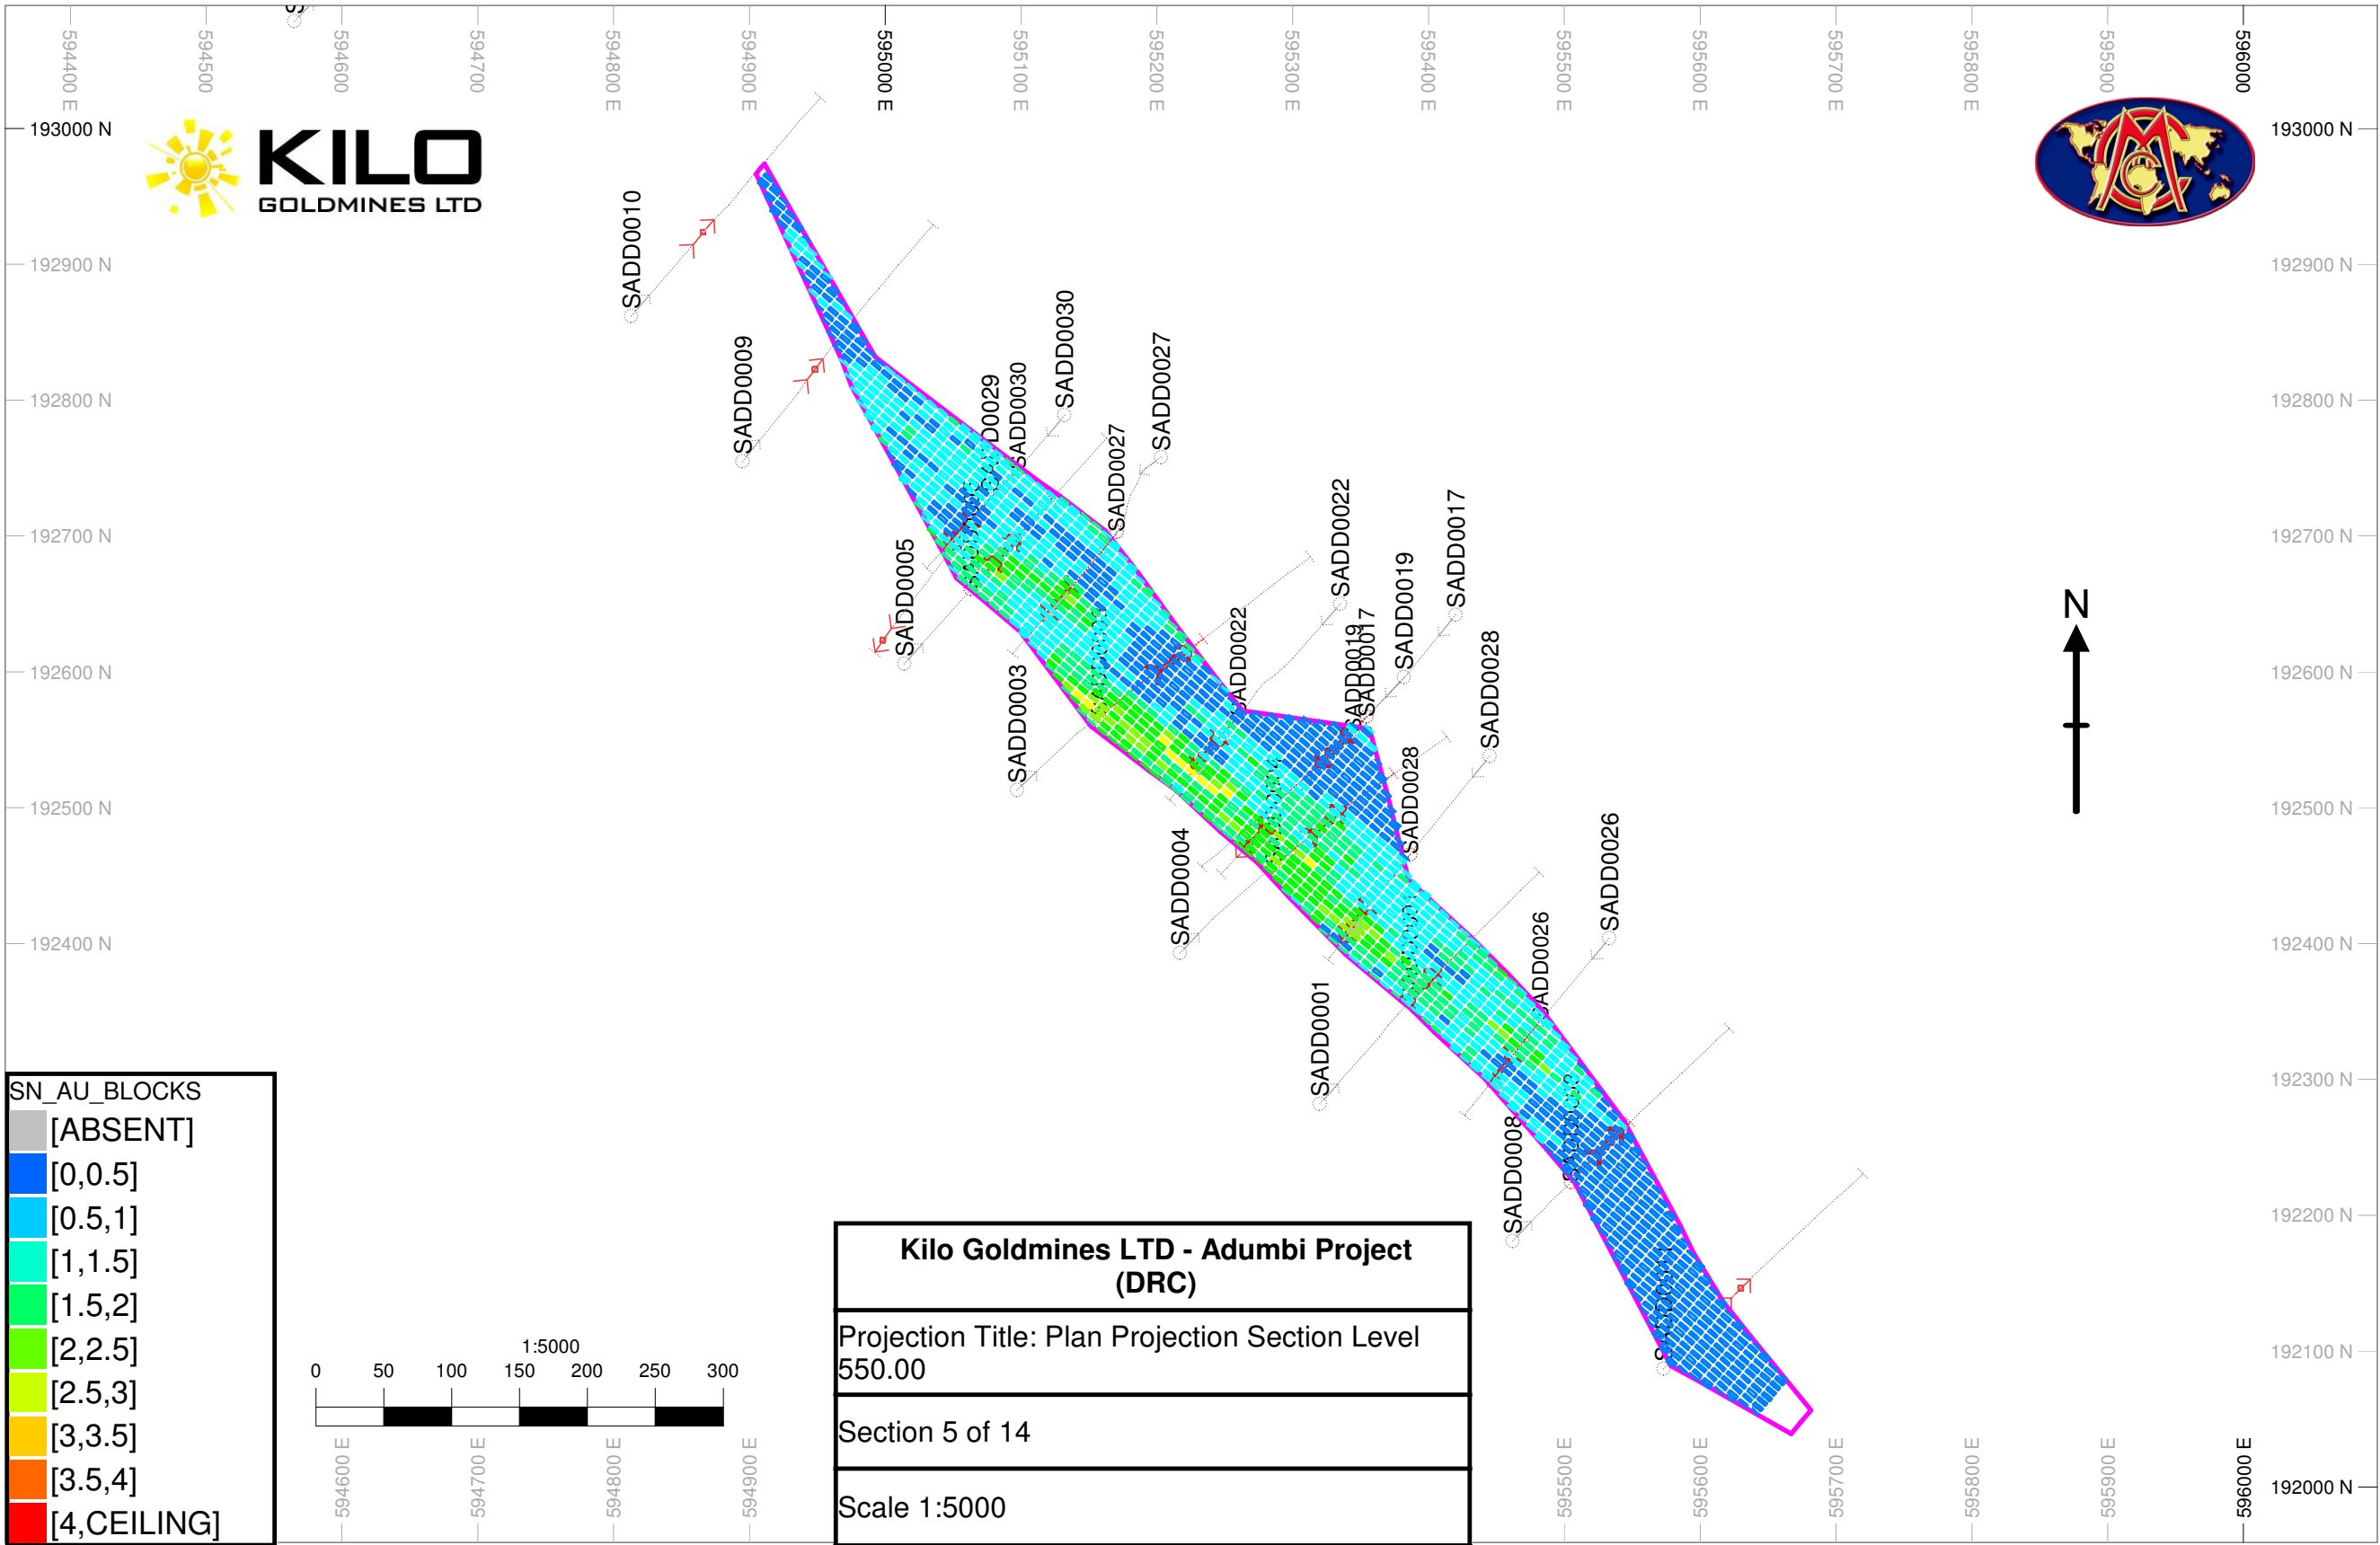 594400 E
594500
594600
594700
594800 E
594900 E
595000
595100 E
595200 E
595300 E
595400 E
595500 E
595600 E
595700 E
595800 E
595900 E
596000
193000 N
193000 N
KILO
GOLDMINES LTD
SADD0010
192900 N
192900 N
SADD0009
SADD0030
SADD0027
192800 N
192800 N
D0029
SADD0030
SADD0027
SADD0022
SADD0017
192700 N
192700 N
SADD0005
SADD0019
192600 N
192600 N
SADD0003
SADD0022
SADD0019
SADD0017
SADD0028
192500 N
192500 N
SADD0004
SADD0028
SADD0026
192400 N
192400 N
SADD0001
ADD0026
192300 N
192300 N
SADD0008
192200 N
192200 N
192100 N
192000 N
N
SN_AU_BLOCKS
[ABSENT]
[0,0.5]
[0.5,1]
[1,1.5]
[1.5,2]
[2,2.5]
[2.5,3]
[3,3.5]
[3.5,4]
[4,CEILING]
1:5000
0 50 100 150 200 250 300
Kilo Goldmines LTD - Adumbi Project
(DRC)
Projection Title: Plan Projection Section Level
550.00
Section 5 of 14
Scale 1:5000
594600 E
594700 E
594800 E
594900 E
595500 E
595600 E
595700 E
595800 E
595900 E
596000 E